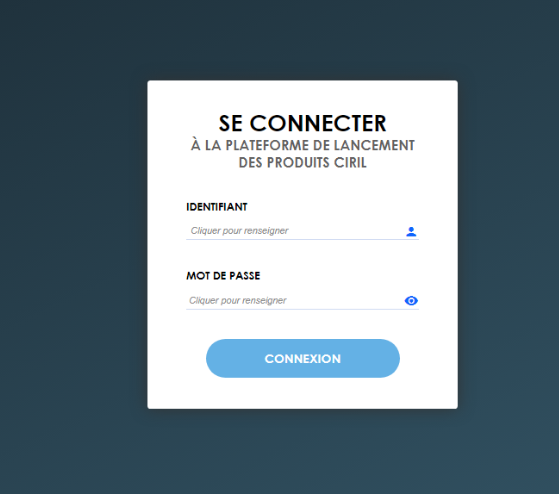 SE CONNECTER
À LA PLATEFORME DE LANCEMENT
DES PRODUITS CIRIL
IDENTIFIANT
Cliquer pour renseigner
MOT DE PASSE
Cliquer pour renseigner
CONNEXION